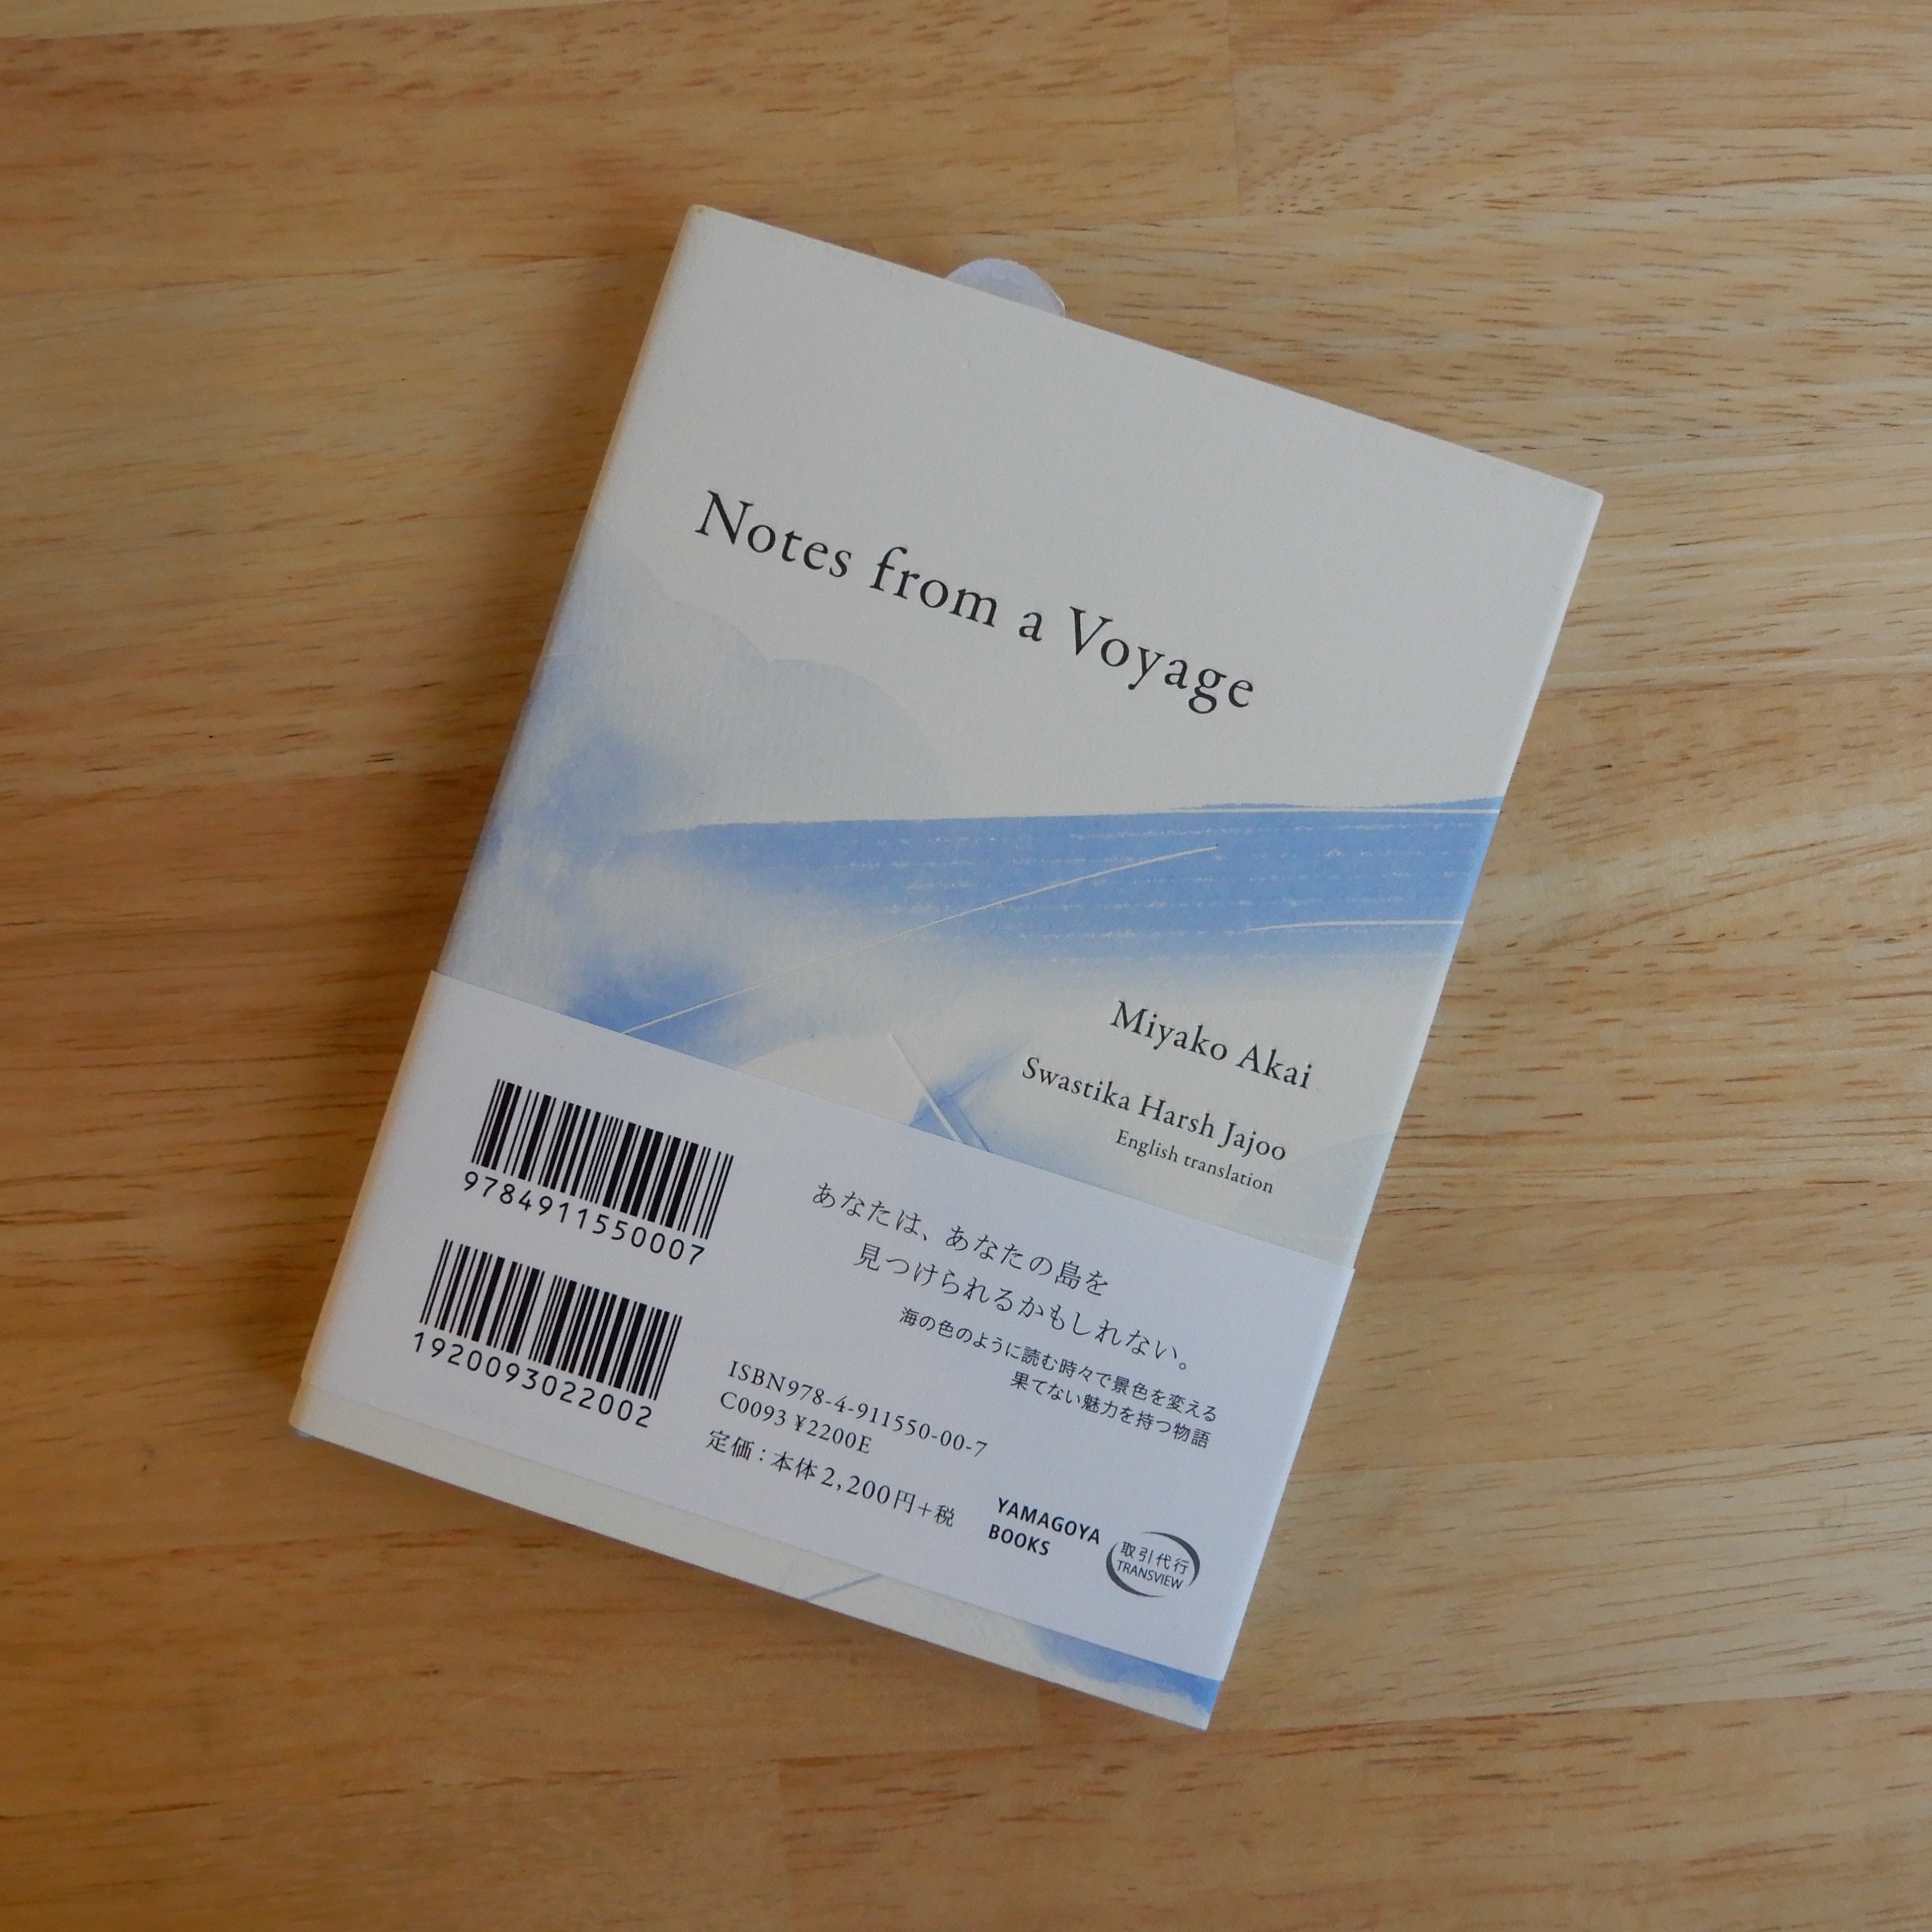 Notes from a Voyage
Miyako Akai
Swastika Harsh Jajoo
English translation
9784911550007
1920093022002
あなたは、あなたの島を
見つけられるかもしれない。
海の色のように読む時々で景色を変える
果てない魅力を持つ物語
ISBN978-4-911550-00-7
C0093 ¥2200E
定価：本体2,200円+税
YAMAGOYA
BOOKS
取引代行
TRANSVIEW